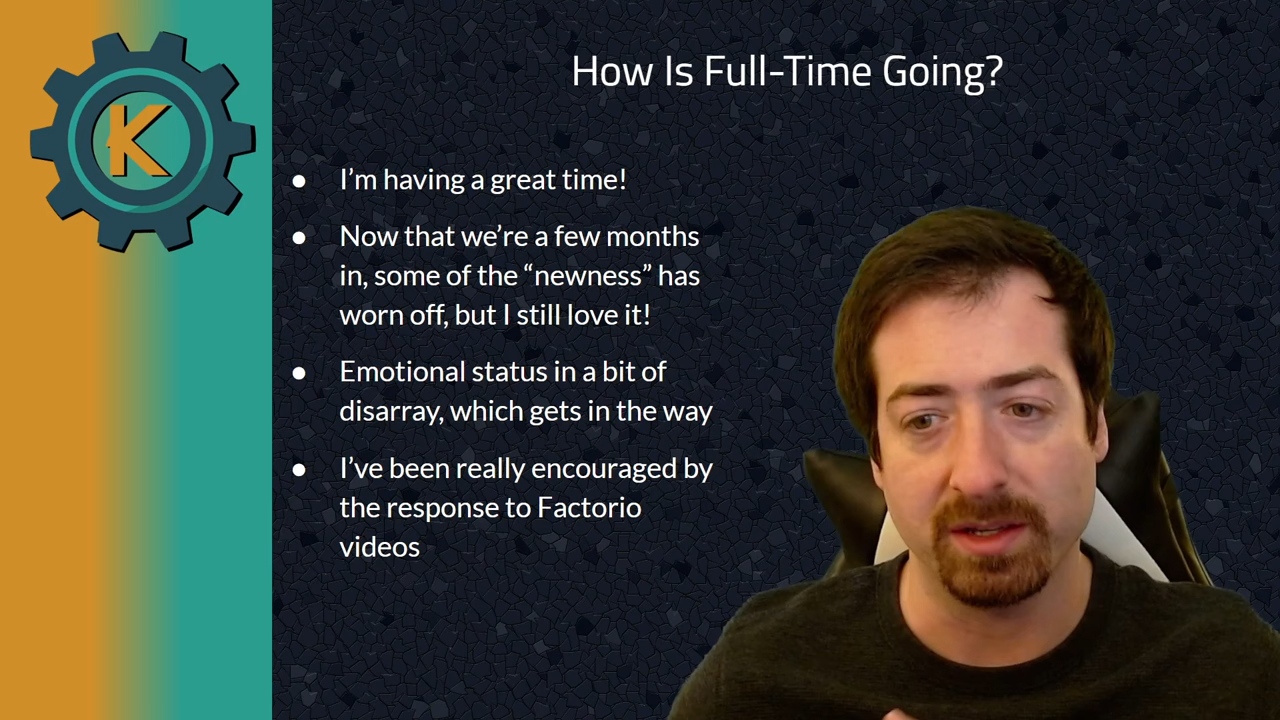 K
How Is Full-Time Going?
● I’m having a great time!
● Now that we’re a few months
in, some of the “newness” has
worn off, but I still love it!
● Emotional status in a bit of
disarray, which gets in the way
● I’ve been really encouraged by
the response to Factorio
videos